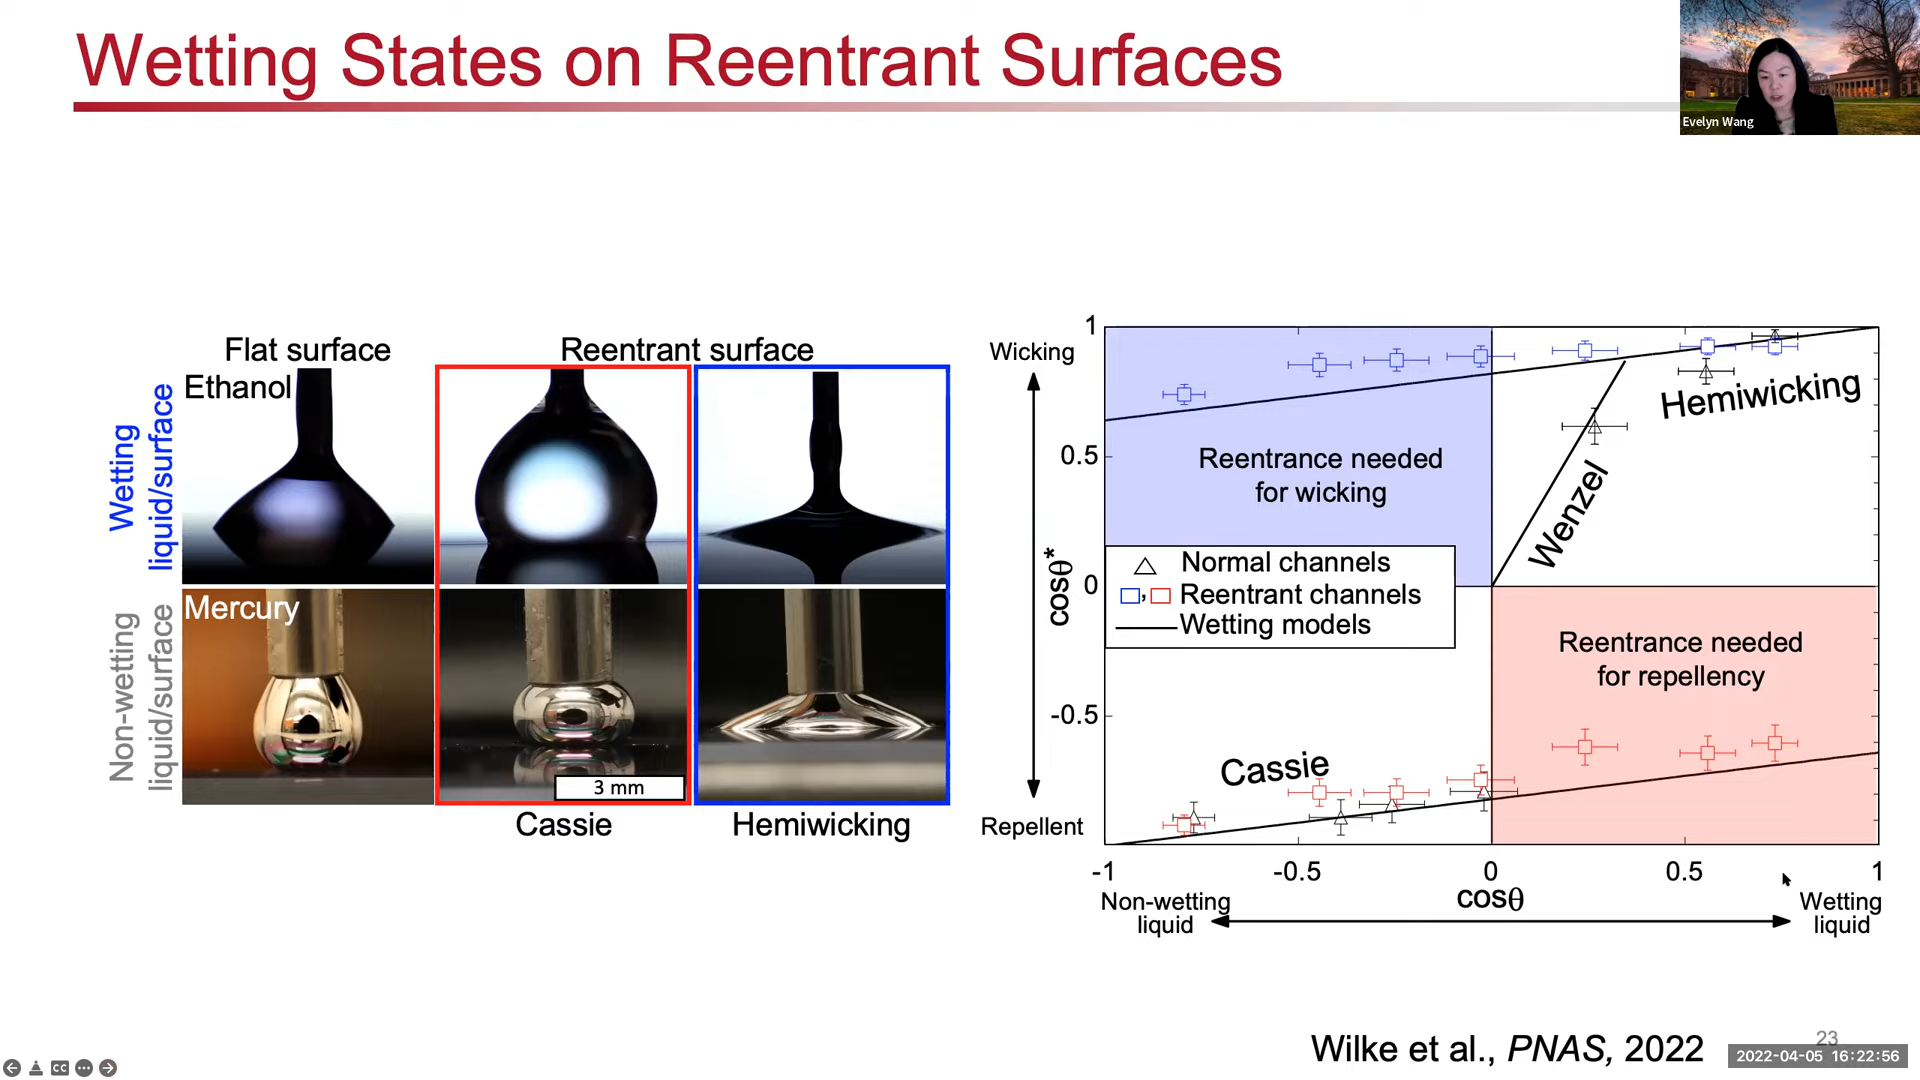 Wetting States on Reentrant Surfaces
Evelyn Wang
Flat surface
Reentrant surface
Wetting
liquid/surface
Non-wetting
liquid/surface
Ethanol
Mercury
3 mm
Cassie
Hemiwicking
Wicking
Repellent
cosθ*
1
0.5
0
-0.5
Reentrance needed
for wicking
Hemiwicking
Wenzel
Normal channels
, Reentrant channels
Wetting models
Reentrance needed
for repellency
Cassie
-1
-0.5
0
0.5
1
cosθ
Non-wetting
liquid
Wetting
liquid
Wilke et al., PNAS, 2022
23
2022-04-05 16:22:56
CC